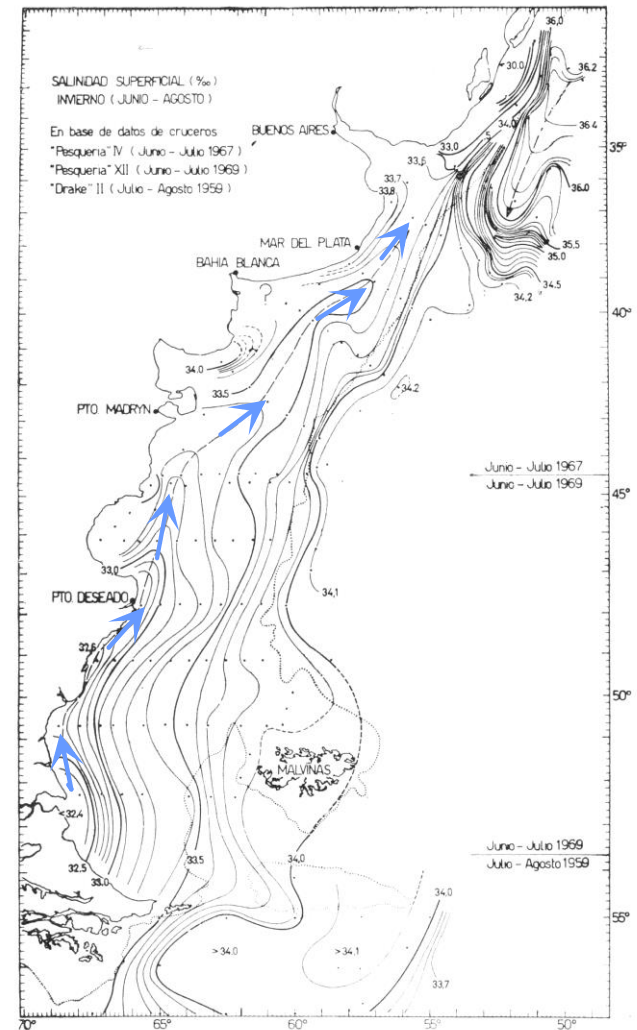 SALINIDAD SUPERFICIAL (‰)
INVIERNO (JUNIO - AGOSTO)
En base de datos de cruceros
"Pesqueria" IV (Junio - Julio 1967)
"Pesqueria" XII (Junio - Julio 1969)
"Drake" II (Julio - Agosto 1959)
36,0
30.0
36.2
34.0
36.4
BUENOS AIRES
33.0
35°
33,6
33,7
33,8
36.0
MAR DEL PLATA
35,5
35.0
BAHIA BLANCA
34.5
34.2
?
40°
34.0
33,5
34.2
PTO. MADRYN
Junio - Julio 1967
Junio - Julio 1969
45°
33,0
34,1
PTO. DESEADO
32,6
50°
MALVINAS
<32.4
32,5
33.0
33.5
34,0
Junio - Julio 1969
Julio - Agosto 1959
34.0
55°
>34.0
>34.1
33,7
70°
65°
60°
55°
50°